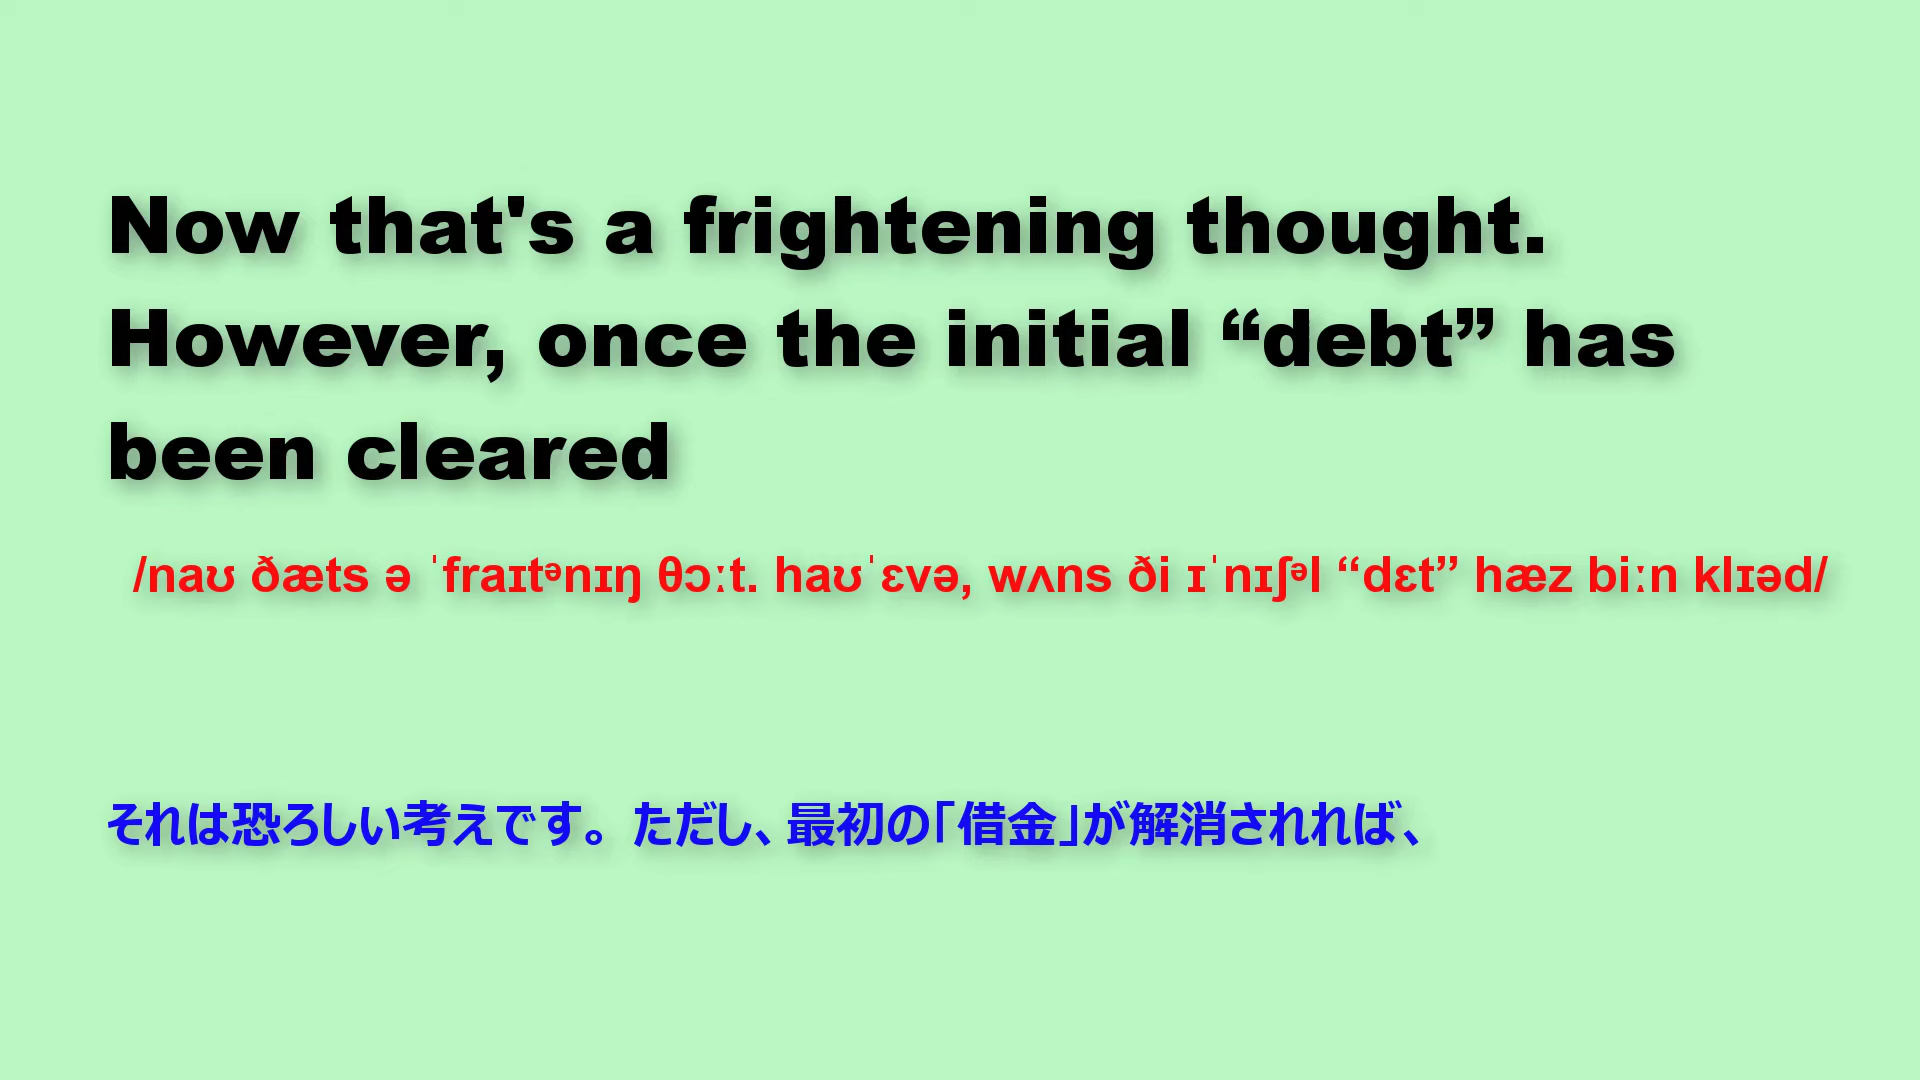 Now that's a frightening thought.
However, once the initial “debt” has
been cleared
/naʊ ðæts ə ˈfraɪtᵊnɪŋ θɔːt. haʊˈɛvə, wʌns ði ɪˈnɪʃᵊl “dɛt” hæz biːn klɪəd/
それは恐ろしい考えです。ただし、最初の「借金」が解消されれば、